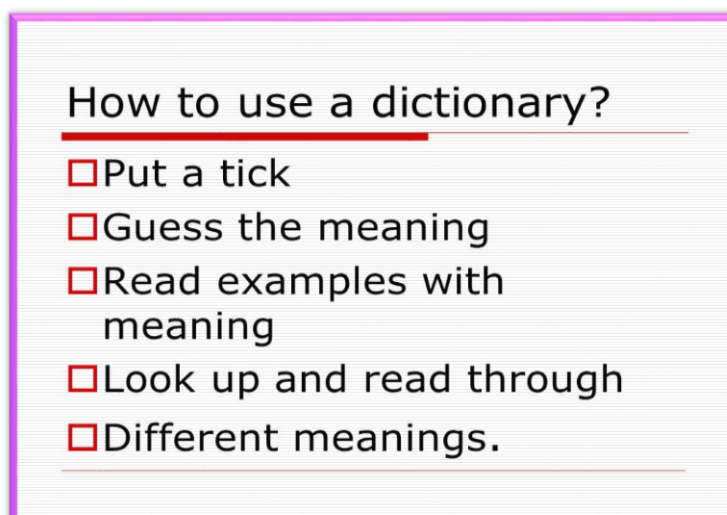 How to use a dictionary?
Put a tick
Guess the meaning
Read examples with
meaning
Look up and read through
Different meanings.